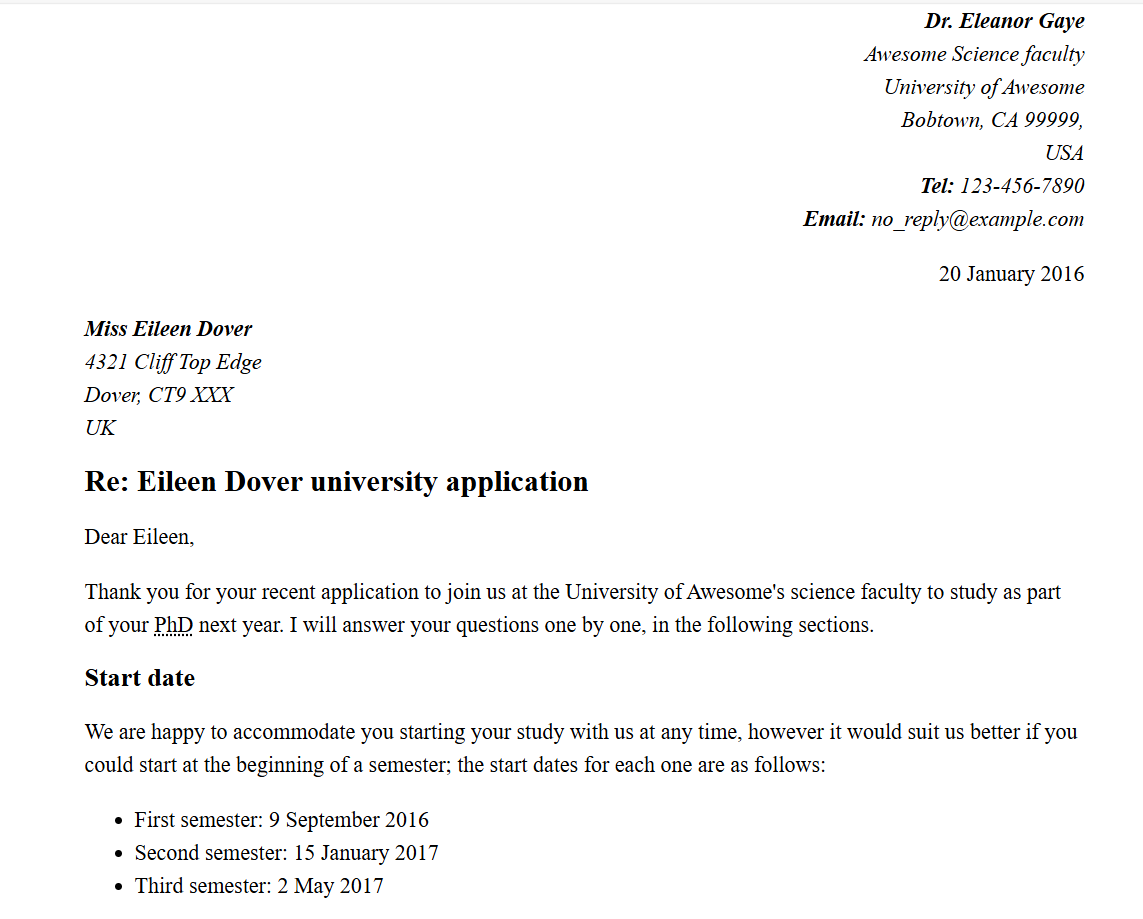 Dr. Eleanor Gaye
Awesome Science faculty
University of Awesome
Bobtown, CA 99999,
USA
Tel: 123-456-7890
Email: no_reply@example.com
20 January 2016
Miss Eileen Dover
4321 Cliff Top Edge
Dover, CT9 XXX
UK
Re: Eileen Dover university application
Dear Eileen,
Thank you for your recent application to join us at the University of Awesome's science faculty to study as part
of your PhD next year. I will answer your questions one by one, in the following sections.
Start date
We are happy to accommodate you starting your study with us at any time, however it would suit us better if you
could start at the beginning of a semester; the start dates for each one are as follows:
• First semester: 9 September 2016
• Second semester: 15 January 2017
• Third semester: 2 May 2017